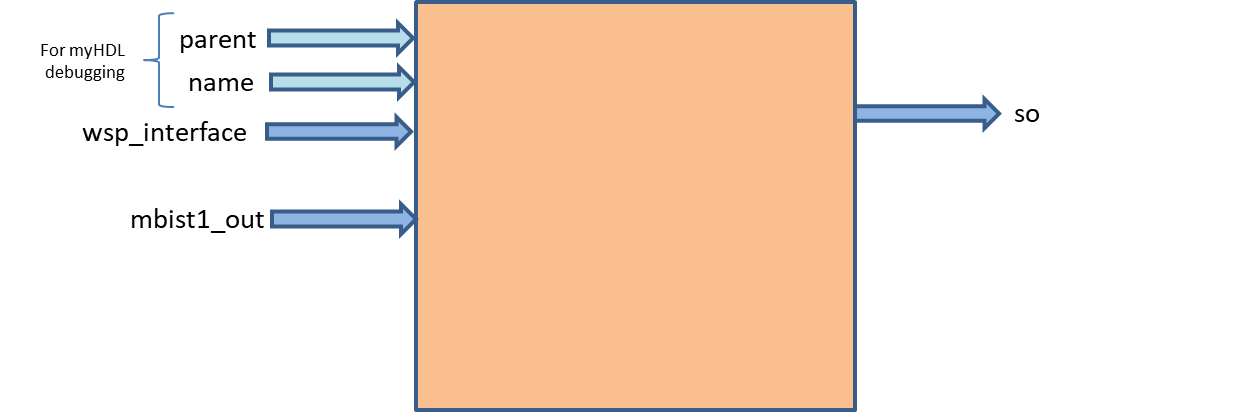 For myHDL
debugging
parent
name
wsp_interface
mbist1_out
so